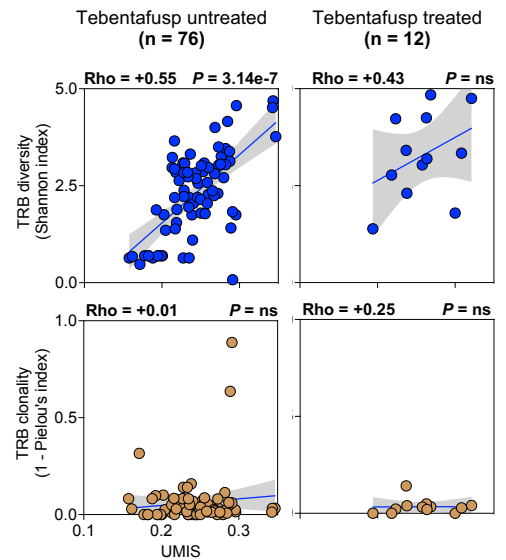 Tebentafusp untreated
(n = 76)
Tebentafusp treated
(n = 12)
Rho = +0.55 P = 3.14e-7
Rho = +0.43 P = ns
TRB diversity
(Shannon index)
5.0
2.5
0.0
Rho = +0.01 P = ns
Rho = +0.25 P = ns
TRB clonality
(1 - Pielou's index)
1.0
0.5
0.0
0.1 0.2 0.3
UMIS